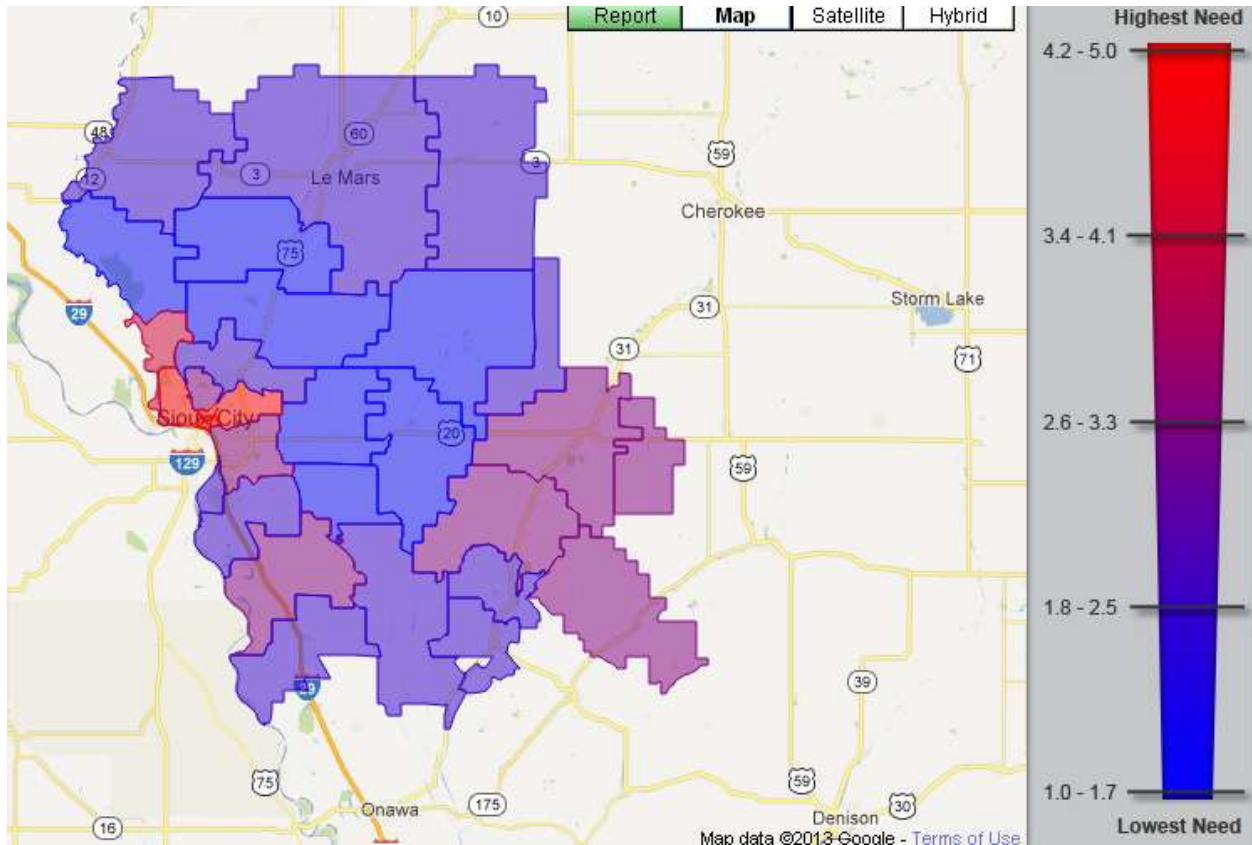 Report Map Satellite Hybrid
10
Highest Need
4.2 - 5.0
48
60
59
3
12
3
Le Mars
Cherokee
3.4 - 4.1
75
31
Storm Lake
29
31
71
Sioux City
2.6 - 3.3
20
129
59
1.8 - 2.5
29
39
75
59
1.0 - 1.7
175
30
Onawa
Denison
16
Lowest Need
Map data ©2013 Google - Terms of Use